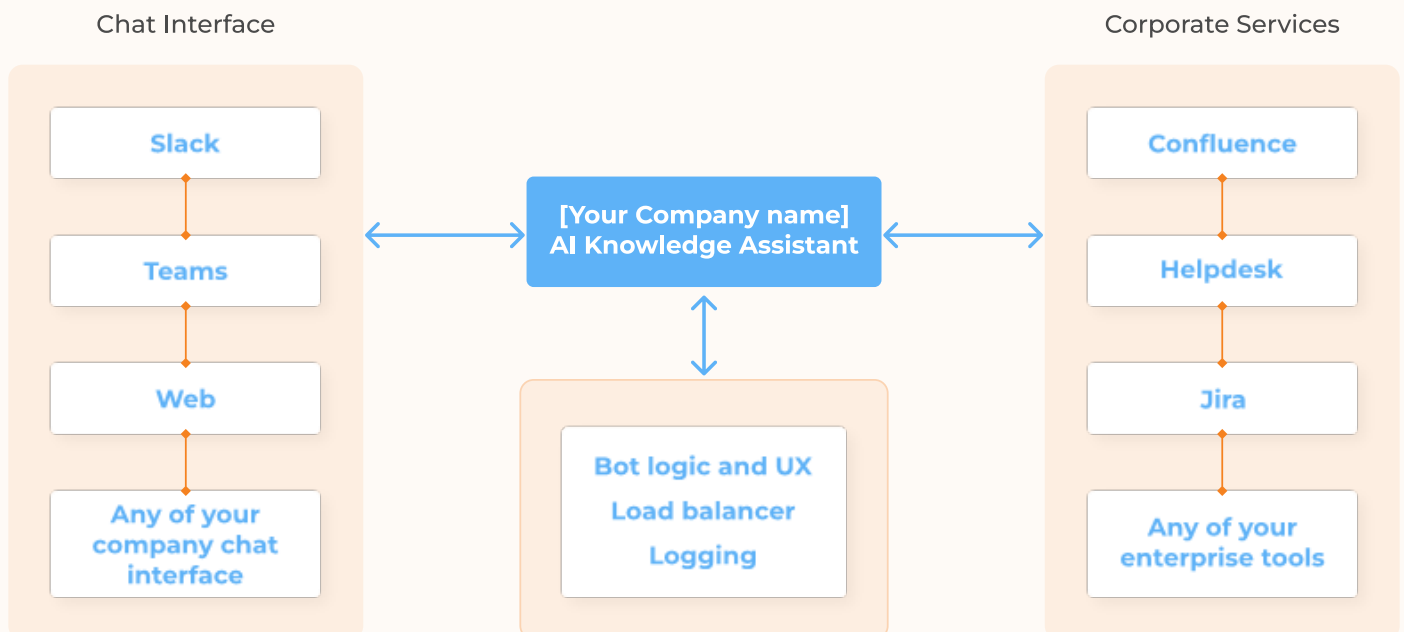 Chat Interface
Slack
Teams
Web
Any of your
company chat
interface
[Your Company name]
AI Knowledge Assistant
Bot logic and UX
Load balancer
Logging
Corporate Services
Confluence
Helpdesk
Jira
Any of your
enterprise tools